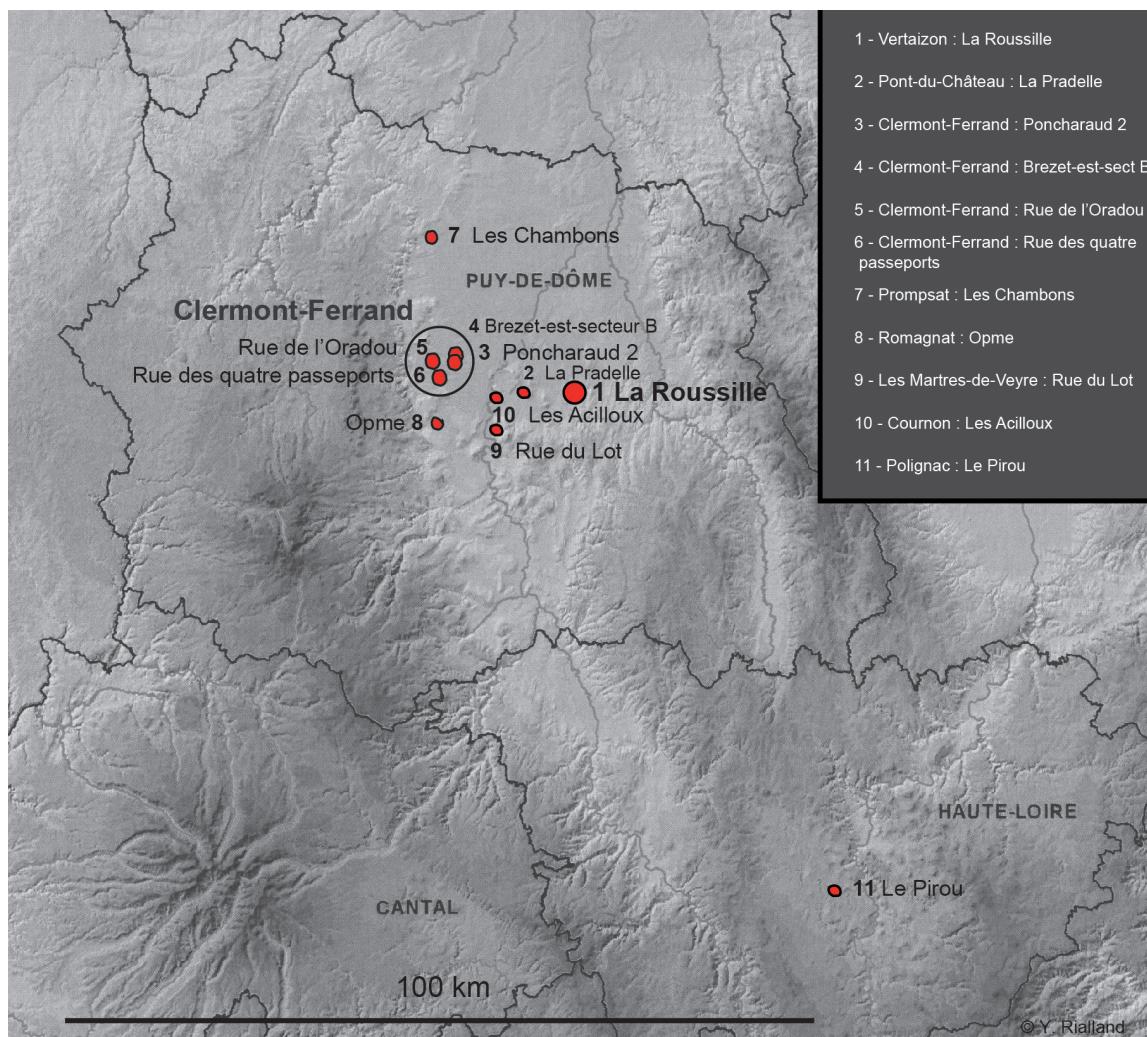 1 - Vertaizon : La Roussille
2 - Pont-du-Château : La Pradelle
3 - Clermont-Ferrand : Poncharaud 2
4 - Clermont-Ferrand : Brezet-est-sect B
5 - Clermont-Ferrand : Rue de l'Oradou
6 - Clermont-Ferrand : Rue des quatre
passeports
7 - Prompsat : Les Chambons
8 - Romagnat : Opme
9 - Les Martres-de-Veyre : Rue du Lot
10 - Cournon : Les Acilloux
11 - Polignac : Le Pirou
7 Les Chambons
PUY-DE-DÔME
Clermont-Ferrand
4 Brezet-est-secteur B
Rue de l'Oradou 5
3 Poncharaud 2
Rue des quatre passeports 6
2 La Pradelle
1 La Roussille
10 Les Acilloux
Opme 8
9 Rue du Lot
HAUTE-LOIRE
11 Le Pirou
CANTAL
100 km
© Y. Rialland